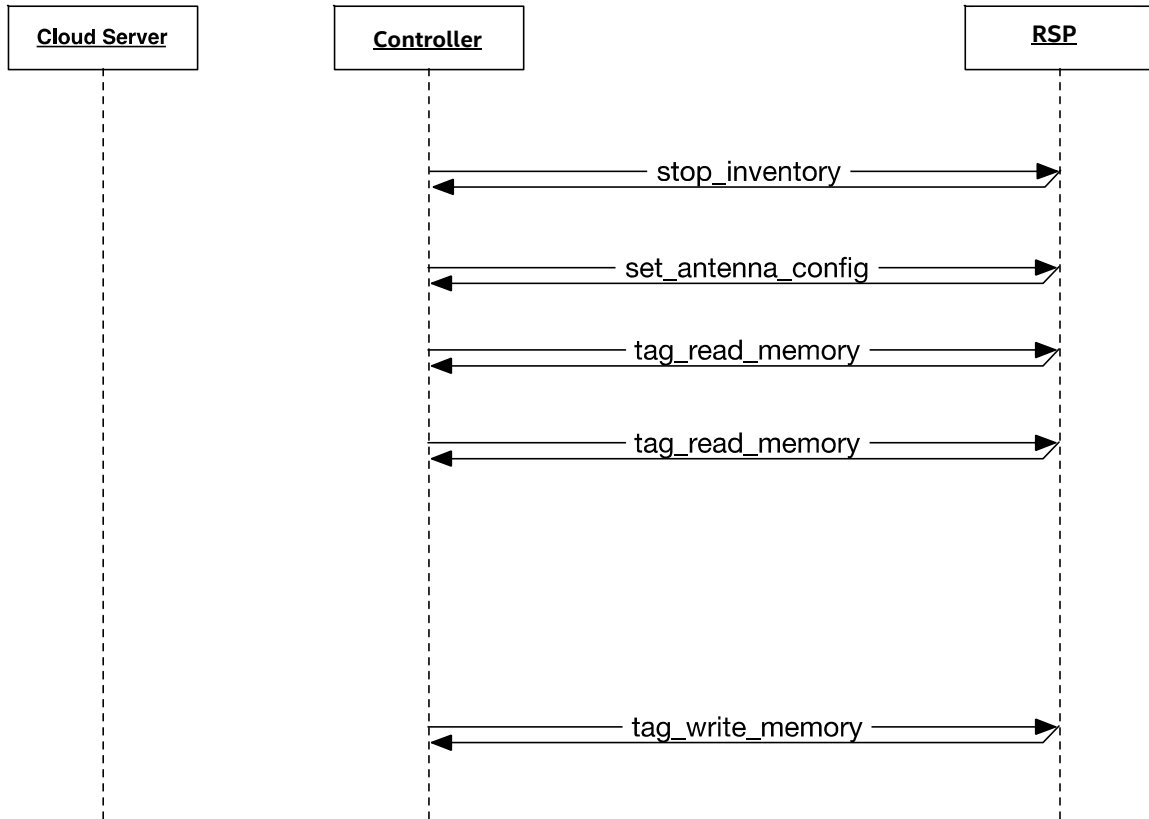 Cloud Server
Controller
RSP
stop_inventory
set_antenna_config
tag_read_memory
tag_read_memory
tag_write_memory